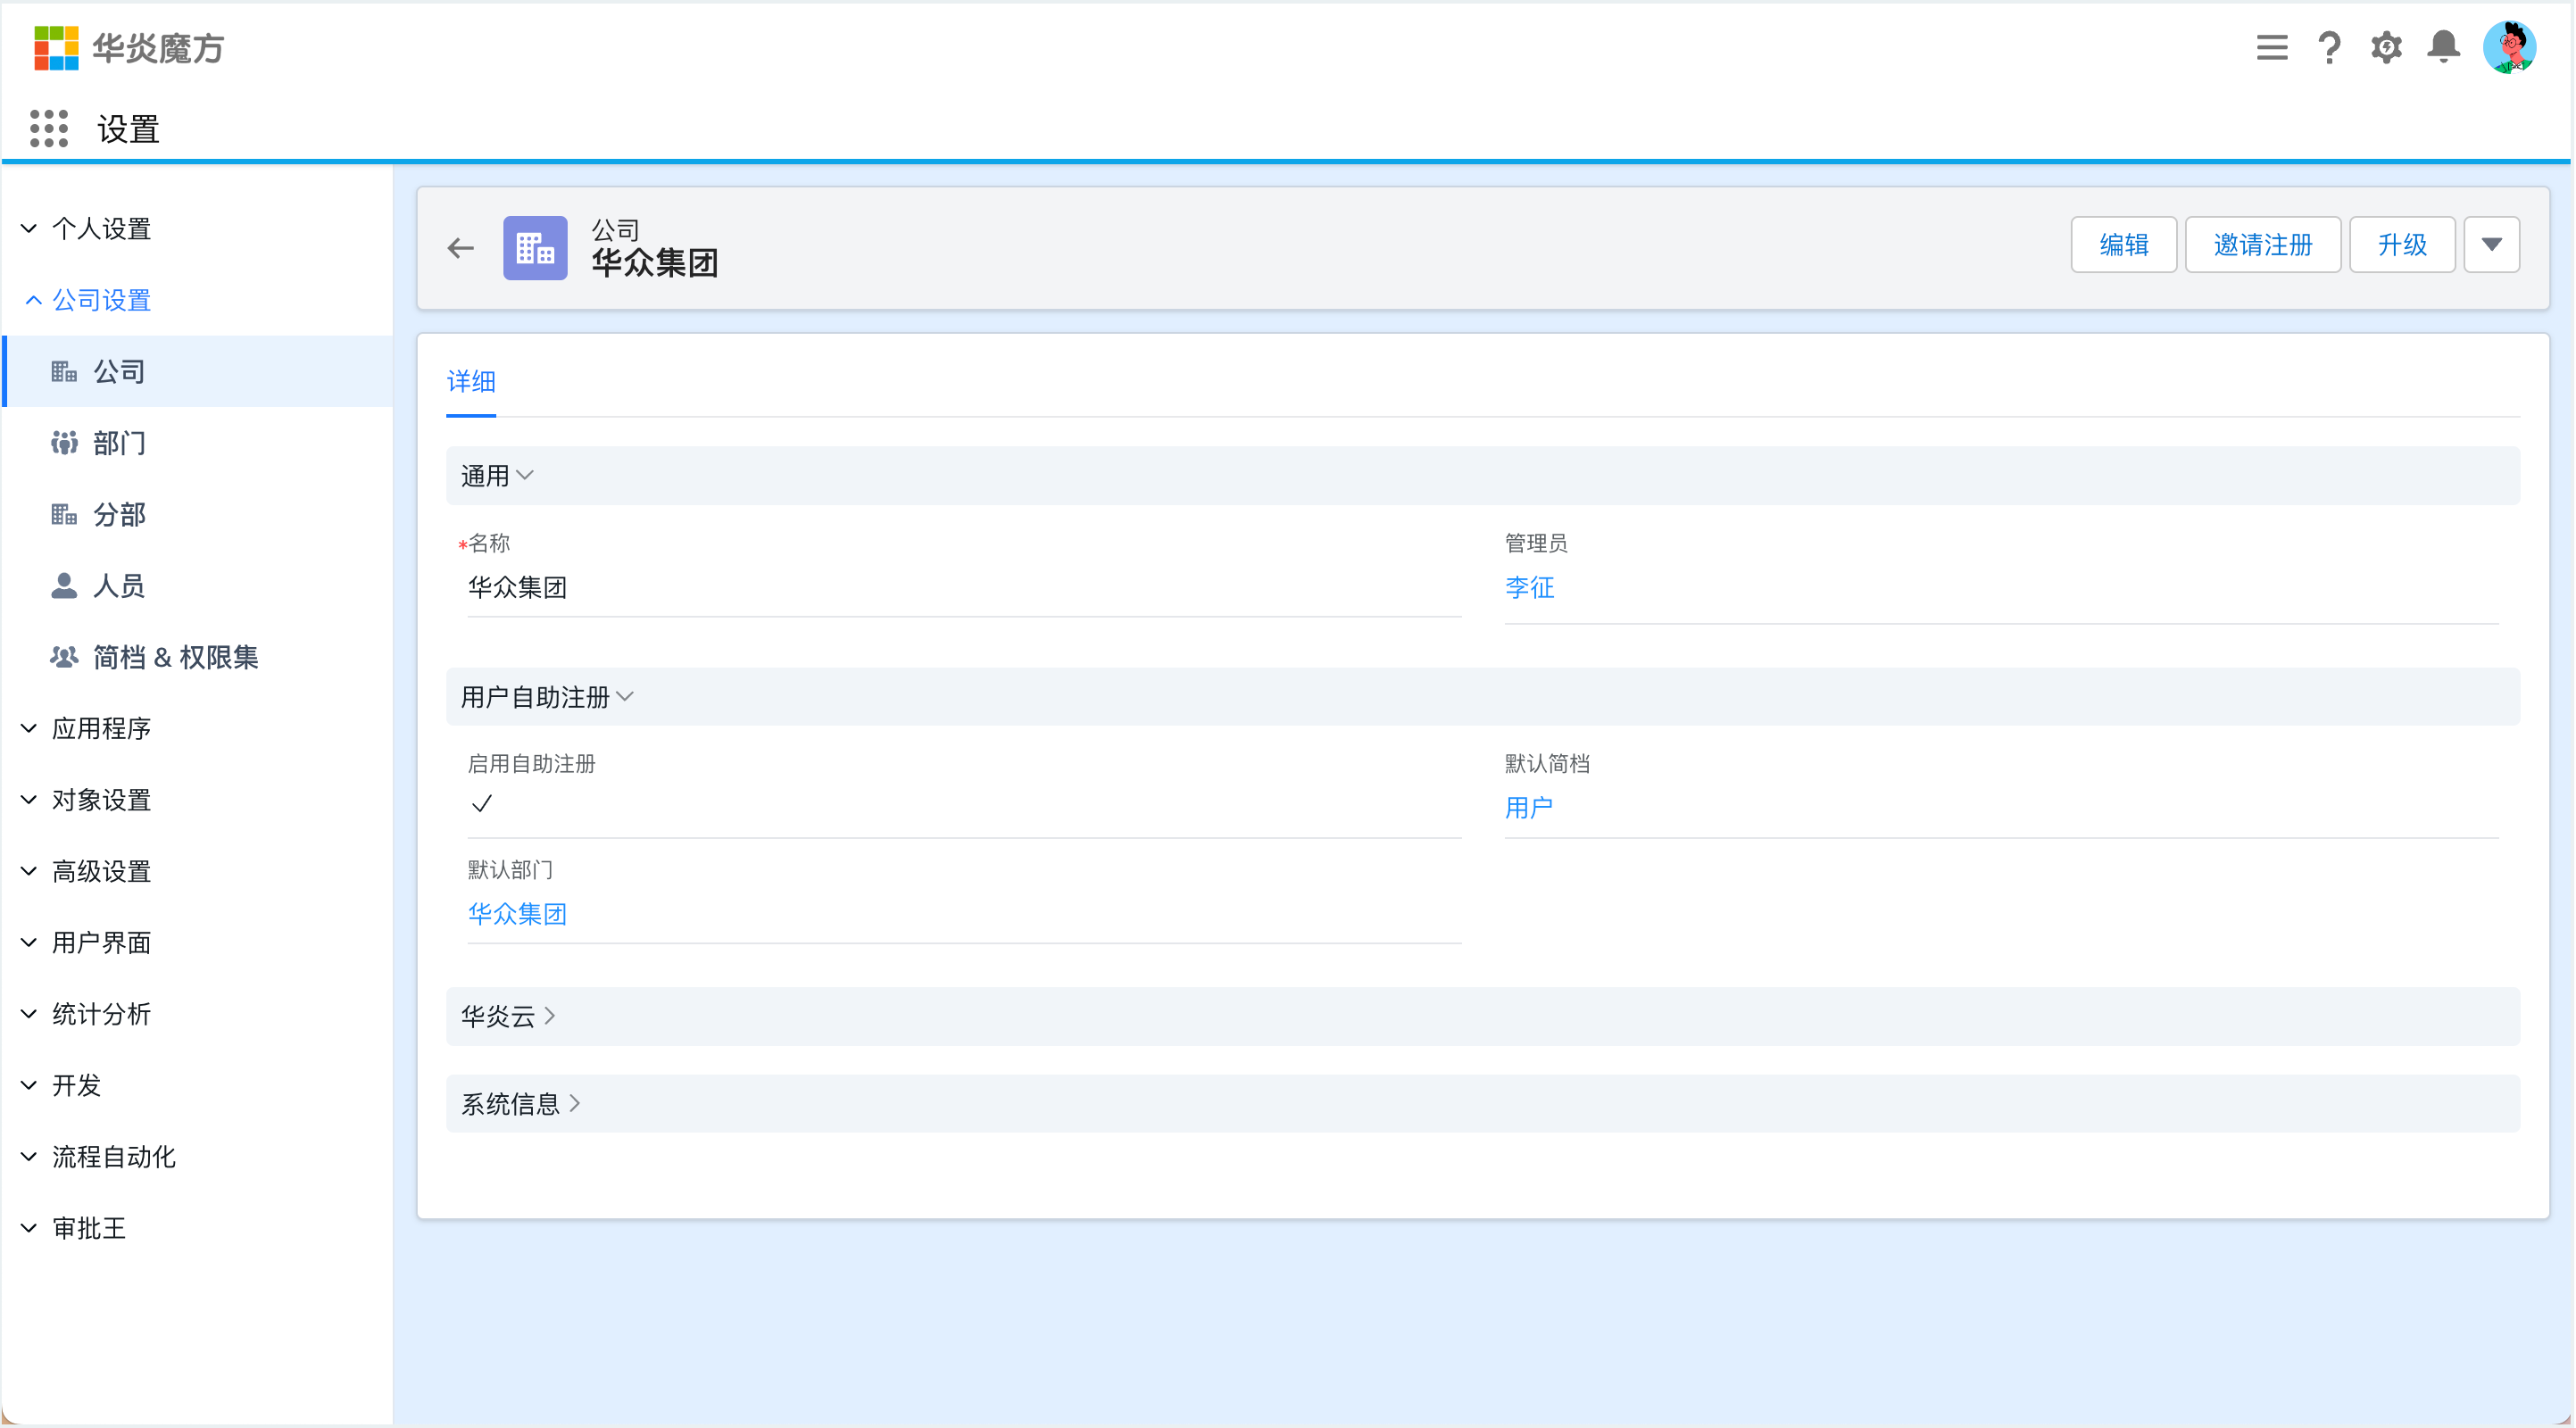 华炎魔方
设置
个人设置
公司设置
公司
部门
分部
人员
简档 & 权限集
应用程序
对象设置
高级设置
用户界面
统计分析
开发
流程自动化
审批王
公司
华众集团
编辑
邀请注册
升级
详细
通用
*名称
华众集团
管理员
李征
用户自助注册
启用自助注册
默认简档
用户
默认部门
华众集团
华炎云
系统信息